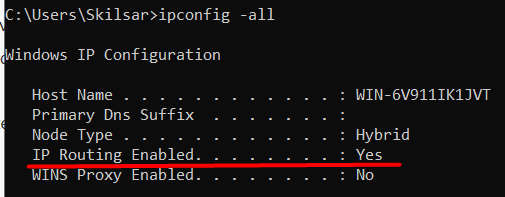 C:\Users\Skilsar>ipconfig -all
Windows IP Configuration
Host Name . . . . . . . . . . . . : WIN-6V911IK1JVT
Primary Dns Suffix  . . . . . . . :
Node Type . . . . . . . . . . . . : Hybrid
IP Routing Enabled. . . . . . . . : Yes
WINS Proxy Enabled. . . . . . . . : No